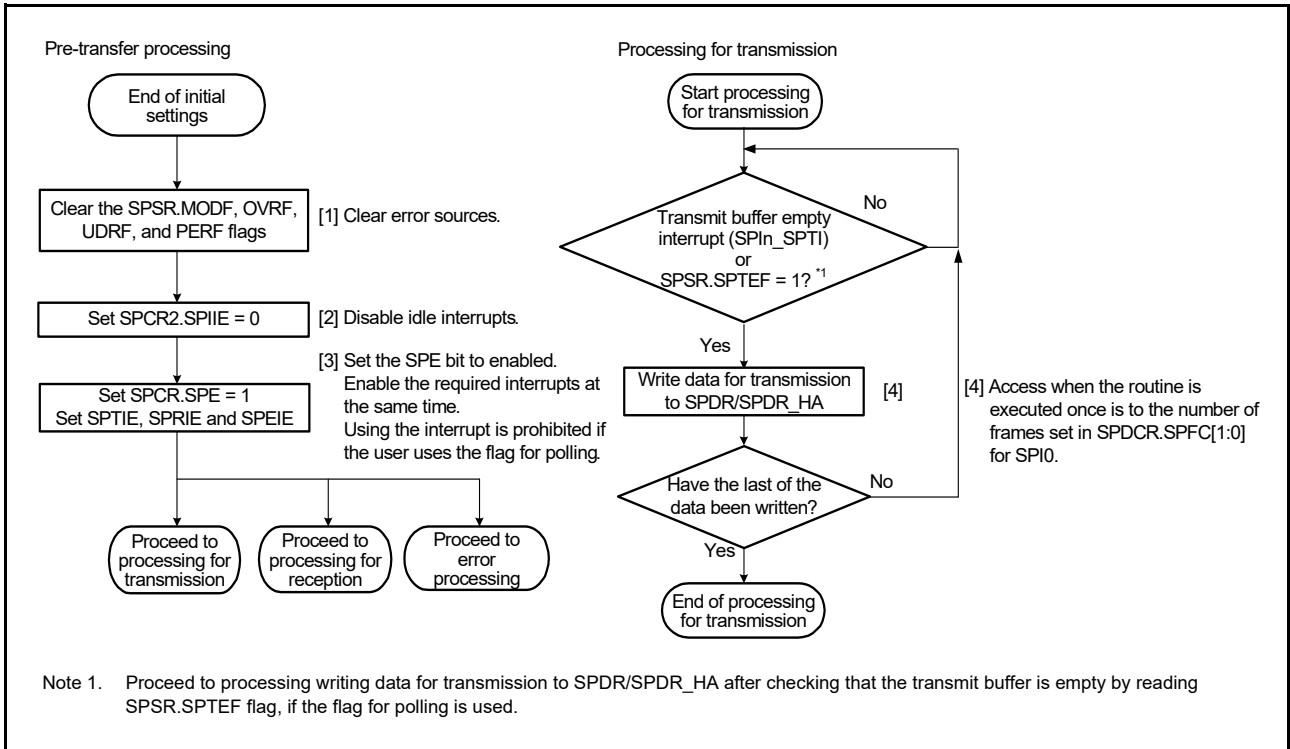 Pre-transfer processing
End of initial
settings
Clear the SPSR.MODF, OVRF,
UDRF, and PERF flags
[1] Clear error sources.
Set SPCR2.SPIIE = 0
[2] Disable idle interrupts.
Set SPCR.SPE = 1
Set SPTIE, SPRIE and SPEIE
[3] Set the SPE bit to enabled.
Enable the required interrupts at
the same time.
Using the interrupt is prohibited if
the user uses the flag for polling.
Proceed to
processing for
transmission
Proceed to
processing for
reception
Proceed to
error
processing
Processing for transmission
Start processing
for transmission
Transmit buffer empty
interrupt (SPIn_SPTI)
or
SPSR.SPTEF = 1? *1
No
Yes
Write data for transmission
to SPDR/SPDR_HA
[4]
[4] Access when the routine is
executed once is to the number of
frames set in SPDCR.SPFC[1:0]
for SPI0.
Have the last of the
data been written?
No
Yes
End of processing
for transmission
Note 1. Proceed to processing writing data for transmission to SPDR/SPDR_HA after checking that the transmit buffer is empty by reading
SPSR.SPTEF flag, if the flag for polling is used.